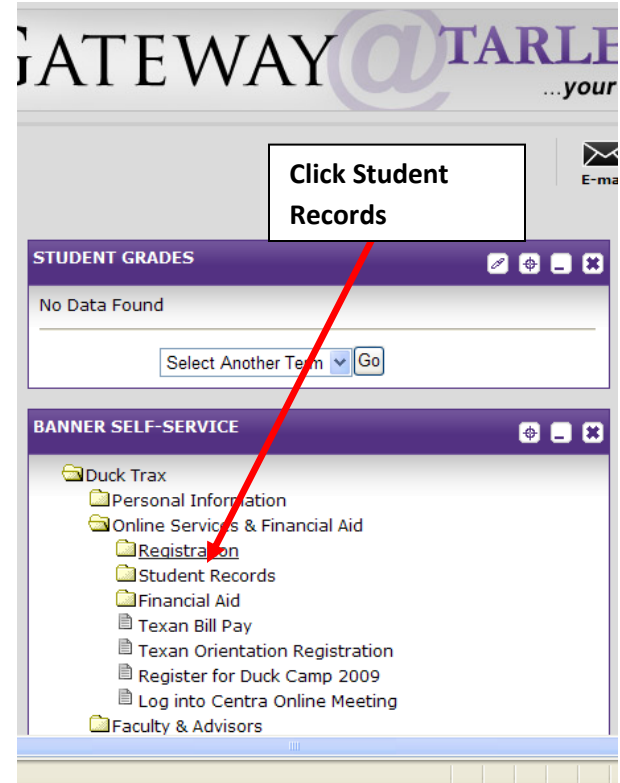 GATEWAY@TARLE
...your
Click Student
Records
E-ma
STUDENT GRADES
No Data Found
Select Another Term Go
BANNER SELF-SERVICE
Duck Trax
Personal Information
Online Services & Financial Aid
Registration
Student Records
Financial Aid
Texan Bill Pay
Texan Orientation Registration
Register for Duck Camp 2009
Log into Centra Online Meeting
Faculty & Advisors